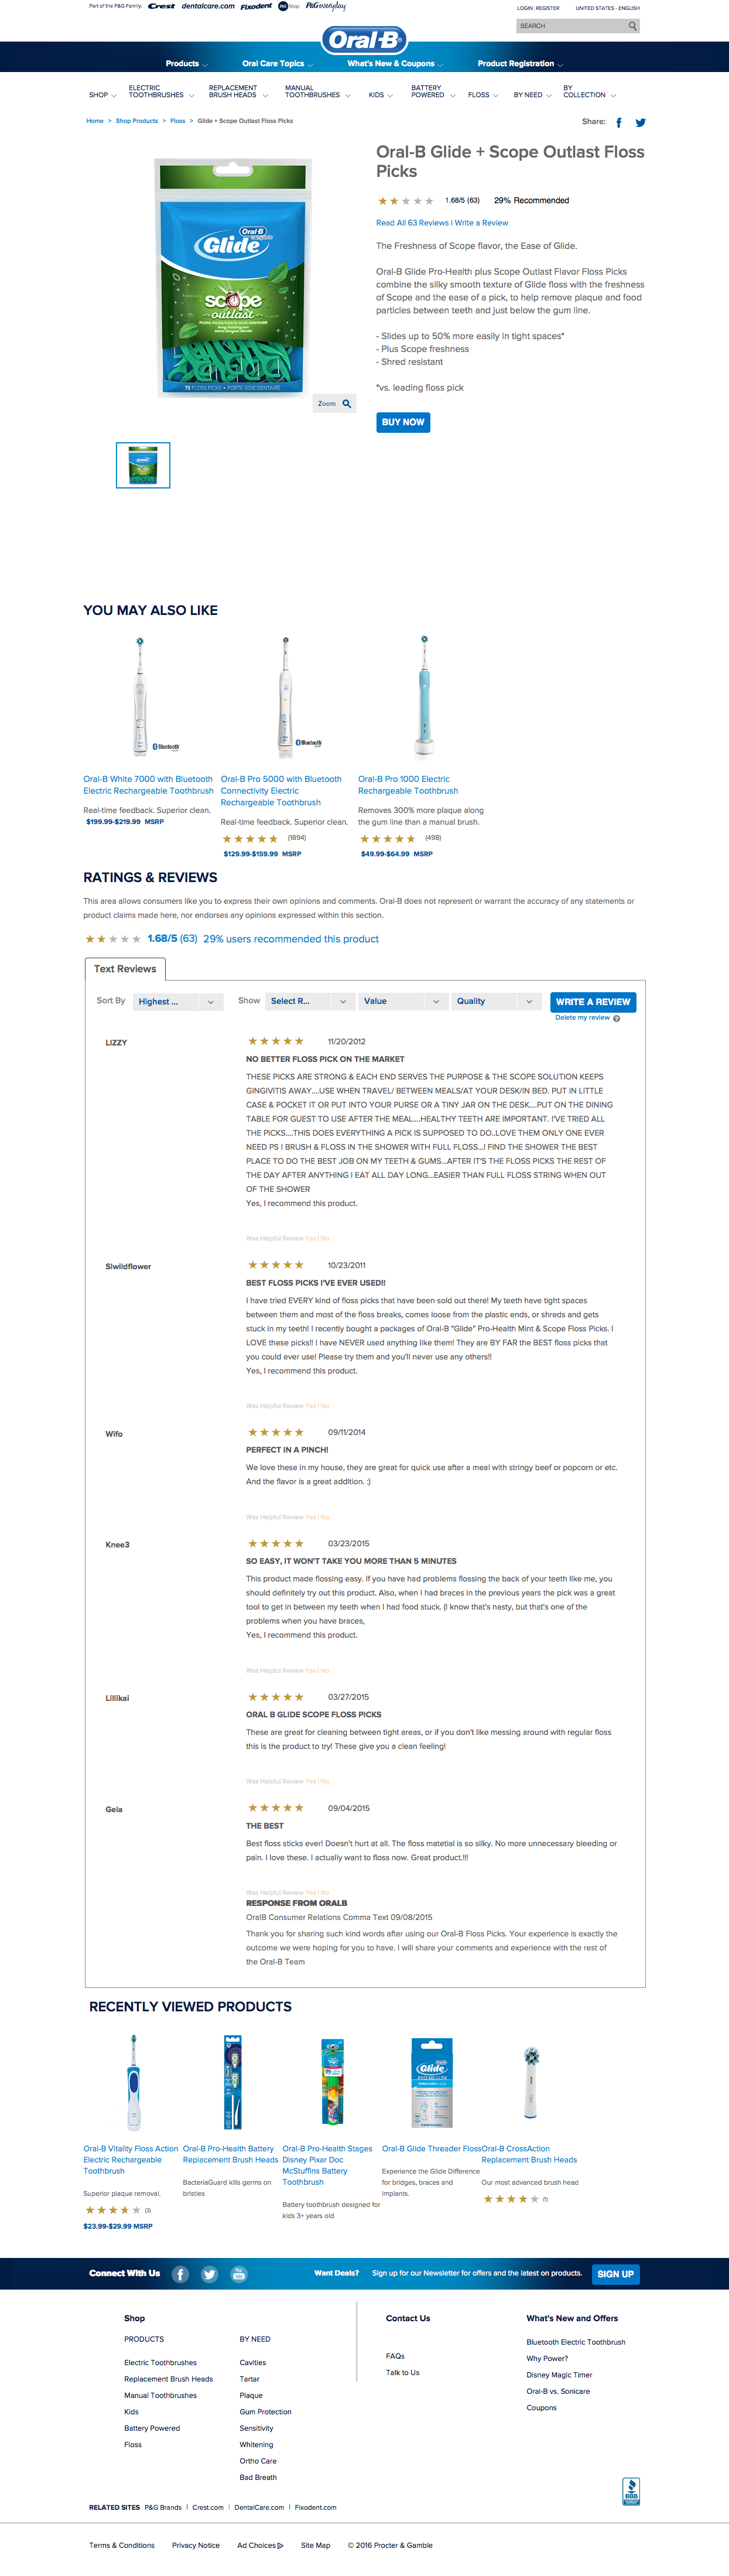 Part of the P&G Family: Crest dentalcare.com Fixodent P&G Shop P&G everyday
LOGIN | REGISTER UNITED STATES - ENGLISH
SEARCH
Oral-B
Products Oral Care Topics What's New & Coupons Product Registration
SHOP ELECTRIC TOOTHBRUSHES REPLACEMENT BRUSH HEADS MANUAL TOOTHBRUSHES KIDS BATTERY POWERED FLOSS BY NEED BY COLLECTION
Home > Shop Products > Floss > Glide + Scope Outlast Floss Picks
Share:
Oral-B
Glide
scope
outlast
75 FLOSS PICKS • PORTE-SOIE DENTAIRE
Zoom
Oral-B Glide + Scope Outlast Floss
Picks
1.68/5 (63) 29% Recommended
Read All 63 Reviews | Write a Review
The Freshness of Scope flavor, the Ease of Glide.
Oral-B Glide Pro-Health plus Scope Outlast Flavor Floss Picks
combine the silky smooth texture of Glide floss with the freshness
of Scope and the ease of a pick, to help remove plaque and food
particles between teeth and just below the gum line.
- Slides up to 50% more easily in tight spaces*
- Plus Scope freshness
- Shred resistant
*vs. leading floss pick
BUY NOW
YOU MAY ALSO LIKE
Bluetooth
Bluetooth
Oral-B White 7000 with Bluetooth
Electric Rechargeable Toothbrush
Real-time feedback. Superior clean.
$199.99-$219.99 MSRP
Oral-B Pro 5000 with Bluetooth
Connectivity Electric
Rechargeable Toothbrush
Real-time feedback. Superior clean.
(1894)
$129.99-$159.99 MSRP
Oral-B Pro 1000 Electric
Rechargeable Toothbrush
Removes 300% more plaque along
the gum line than a manual brush.
(498)
$49.99-$64.99 MSRP
RATINGS & REVIEWS
This area allows consumers like you to express their own opinions and comments. Oral-B does not represent or warrant the accuracy of any statements or
product claims made here, nor endorses any opinions expressed within this section.
1.68/5 (63) 29% users recommended this product
Text Reviews
Sort By Highest ... Show Select R... Value Quality WRITE A REVIEW
Delete my review ?
LIZZY 11/20/2012
NO BETTER FLOSS PICK ON THE MARKET
THESE PICKS ARE STRONG & EACH END SERVES THE PURPOSE & THE SCOPE SOLUTION KEEPS
GINGIVITIS AWAY....USE WHEN TRAVEL/ BETWEEN MEALS/AT YOUR DESK/IN BED. PUT IN LITTLE
CASE & POCKET IT OR PUT INTO YOUR PURSE OR A TINY JAR ON THE DESK....PUT ON THE DINING
TABLE FOR GUEST TO USE AFTER THE MEAL....HEALTHY TEETH ARE IMPORTANT. I'VE TRIED ALL
THE PICKS....THIS DOES EVERYTHING A PICK IS SUPPOSED TO DO..LOVE THEM ONLY ONE EVER
NEED PS I BRUSH & FLOSS IN THE SHOWER WITH FULL FLOSS...I FIND THE SHOWER THE BEST
PLACE TO DO THE BEST JOB ON MY TEETH & GUMS...AFTER IT'S THE FLOSS PICKS THE REST OF
THE DAY AFTER ANYTHING I EAT ALL DAY LONG...EASIER THAN FULL FLOSS STRING WHEN OUT
OF THE SHOWER
Yes, I recommend this product.
Was Helpful Review Yes | No
Slwildflower 10/23/2011
BEST FLOSS PICKS I'VE EVER USED!!
I have tried EVERY kind of floss picks that have been sold out there! My teeth have tight spaces
between them and most of the floss breaks, comes loose from the plastic ends, or shreds and gets
stuck in my teeth! I recently bought a packages of Oral-B "Glide" Pro-Health Mint & Scope Floss Picks. I
LOVE these picks!! I have NEVER used anything like them! They are BY FAR the BEST floss picks that
you could ever use! Please try them and you'll never use any others!!
Yes, I recommend this product.
Was Helpful Review Yes | No
Wifo 09/11/2014
PERFECT IN A PINCH!
We love these in my house, they are great for quick use after a meal with stringy beef or popcorn or etc.
And the flavor is a great addition. :)
Was Helpful Review Yes | No
Knee3 03/23/2015
SO EASY, IT WON'T TAKE YOU MORE THAN 5 MINUTES
This product made flossing easy. If you have had problems flossing the back of your teeth like me, you
should definitely try out this product. Also, when I had braces in the previous years the pick was a great
tool to get in between my teeth when I had food stuck. (I know that's nasty, but that's one of the
problems when you have braces,
Yes, I recommend this product.
Was Helpful Review Yes | No
Lillikai 03/27/2015
ORAL B GLIDE SCOPE FLOSS PICKS
These are great for cleaning between tight areas, or if you don't like messing around with regular floss
this is the product to try! These give you a clean feeling!
Was Helpful Review Yes | No
Gela 09/04/2015
THE BEST
Best floss sticks ever! Doesn't hurt at all. The floss matetial is so silky. No more unnecessary bleeding or
pain. I love these. I actually want to floss now. Great product.!!!
Was Helpful Review Yes | No
RESPONSE FROM ORALB
OralB Consumer Relations Comma Text 09/08/2015
Thank you for sharing such kind words after using our Oral-B Floss Picks. Your experience is exactly the
outcome we were hoping for you to have. I will share your comments and experience with the rest of
the Oral-B Team
RECENTLY VIEWED PRODUCTS
Glide
PRO-HEALTH
Oral-B Vitality Floss Action
Electric Rechargeable
Toothbrush
Superior plaque removal.
(3)
$23.99-$29.99 MSRP
Oral-B Pro-Health Battery
Replacement Brush Heads
BacteriaGuard kills germs on
bristles
Oral-B Pro-Health Stages
Disney Pixar Doc
McStuffins Battery
Toothbrush
Battery toothbrush designed for
kids 3+ years old
Oral-B Glide Threader Floss
Experience the Glide Difference
for bridges, braces and
implants.
Oral-B CrossAction
Replacement Brush Heads
Our most advanced brush head
(1)
Connect With Us Want Deals? Sign up for our Newsletter for offers and the latest on products. SIGN UP
Shop
PRODUCTS
Electric Toothbrushes
Replacement Brush Heads
Manual Toothbrushes
Kids
Battery Powered
Floss
BY NEED
Cavities
Tartar
Plaque
Gum Protection
Sensitivity
Whitening
Ortho Care
Bad Breath
Contact Us
FAQs
Talk to Us
What's New and Offers
Bluetooth Electric Toothbrush
Why Power?
Disney Magic Timer
Oral-B vs. Sonicare
Coupons
BBB
RELATED SITES P&G Brands | Crest.com | DentalCare.com | Fixodent.com
Terms & Conditions Privacy Notice Ad Choices Site Map © 2016 Procter & Gamble